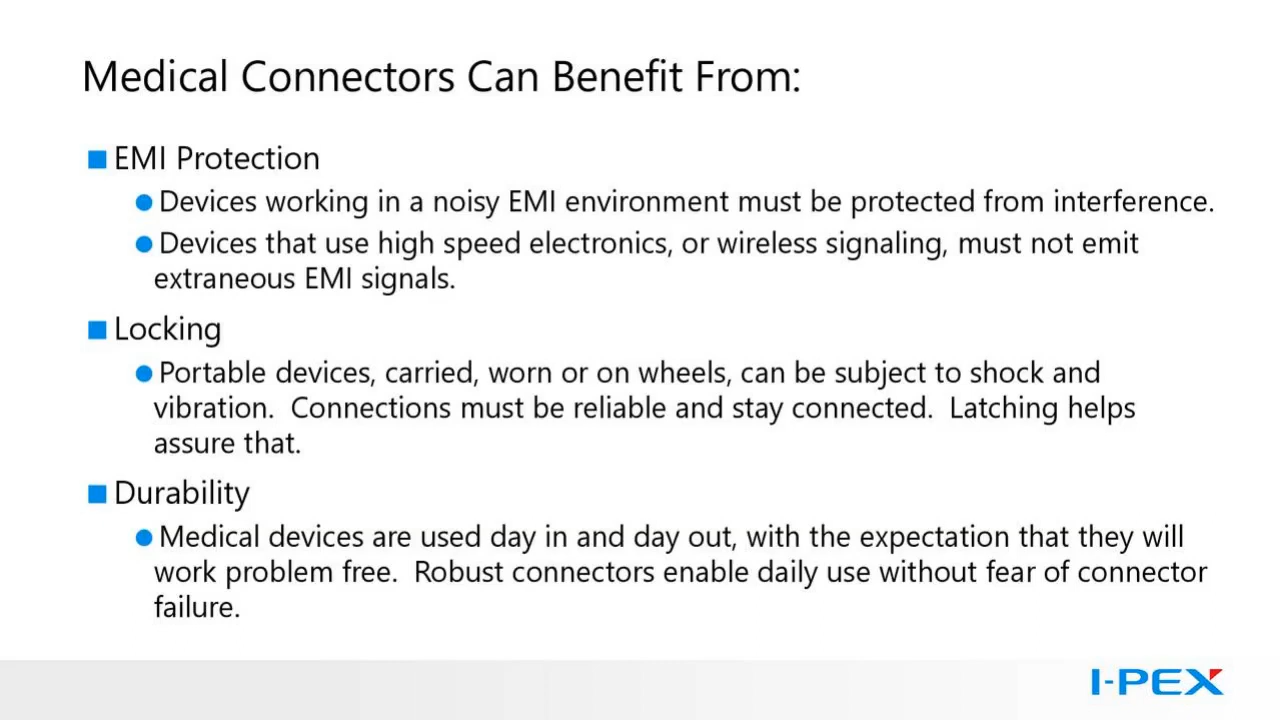 Medical Connectors Can Benefit From:
EMI Protection
Devices working in a noisy EMI environment must be protected from interference.
Devices that use high speed electronics, or wireless signaling, must not emit
extraneous EMI signals.
Locking
Portable devices, carried, worn or on wheels, can be subject to shock and
vibration.  Connections must be reliable and stay connected.  Latching helps
assure that.
Durability
Medical devices are used day in and day out, with the expectation that they will
work problem free.  Robust connectors enable daily use without fear of connector
failure.
I-PEX